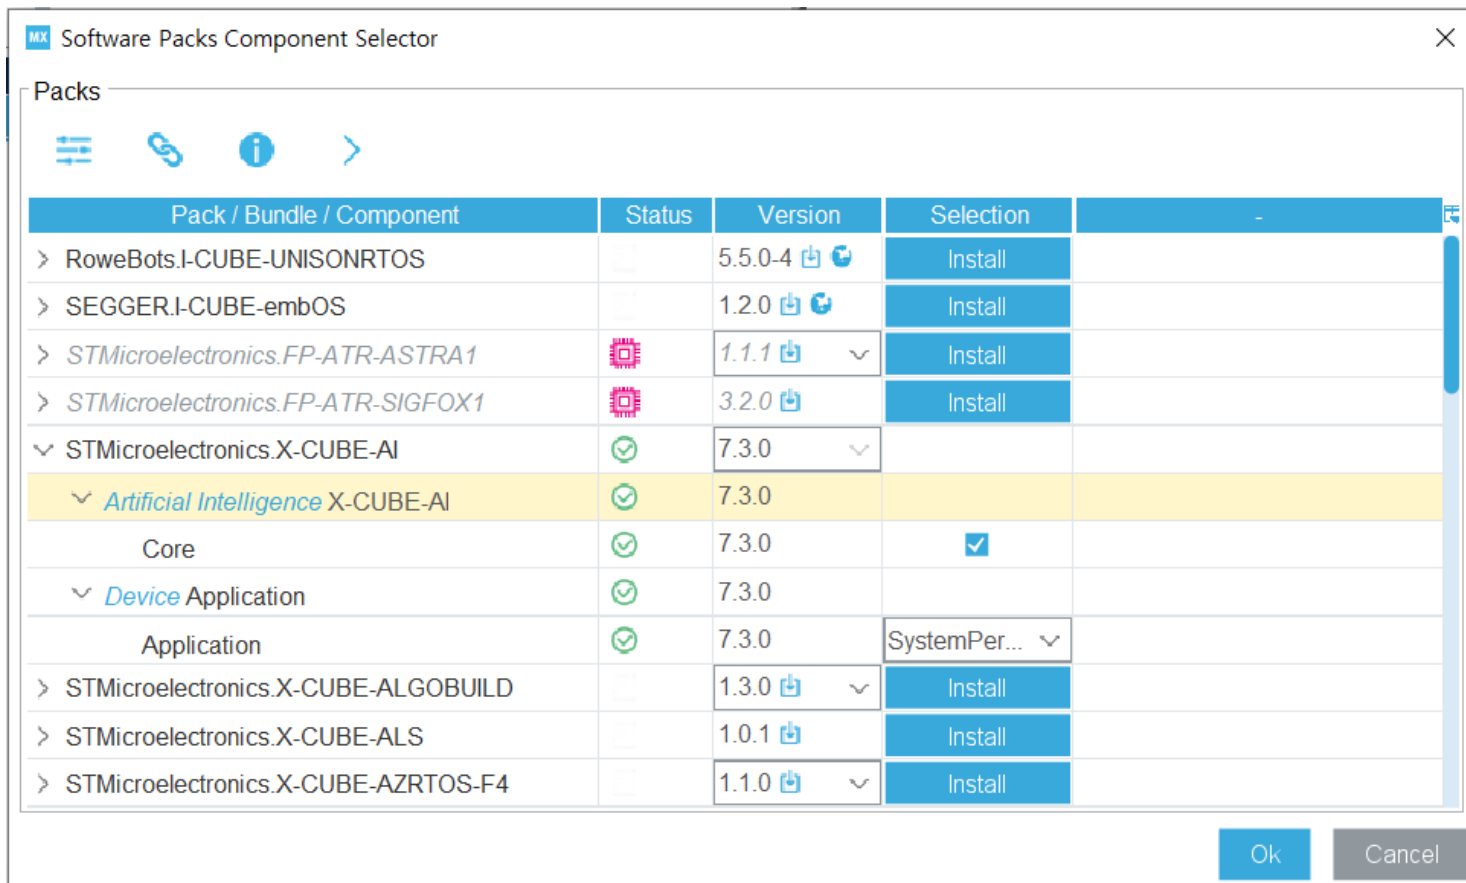 MX Software Packs Component Selector
Packs
Pack / Bundle / Component Status Version Selection -
RoweBots.I-CUBE-UNISONRTOS 5.5.0-4 Install
SEGGER.I-CUBE-embOS 1.2.0 Install
STMicroelectronics.FP-ATR-ASTRA1 1.1.1 Install
STMicroelectronics.FP-ATR-SIGFOX1 3.2.0 Install
STMicroelectronics.X-CUBE-AI 7.3.0
Artificial Intelligence X-CUBE-AI 7.3.0
Core 7.3.0
Device Application 7.3.0
Application 7.3.0 SystemPer...
STMicroelectronics.X-CUBE-ALGOBUILD 1.3.0 Install
STMicroelectronics.X-CUBE-ALS 1.0.1 Install
STMicroelectronics.X-CUBE-AZRTOS-F4 1.1.0 Install
Ok Cancel